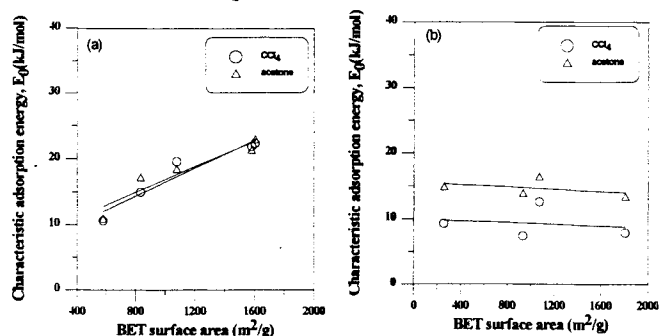 Characteristic adsorption energy, E0(kJ/mo)
40
30
20
10
0
(a)
CCl4
acetone
400
800
1200
1600
2000
BET surface area (m2/g)
Characteristic adsorption energy, E0(kJ/mo)
40
30
20
10
0
(b)
CCl4
acetone
0
400
800
1200
1600
2000
BET surface area (m2/g)